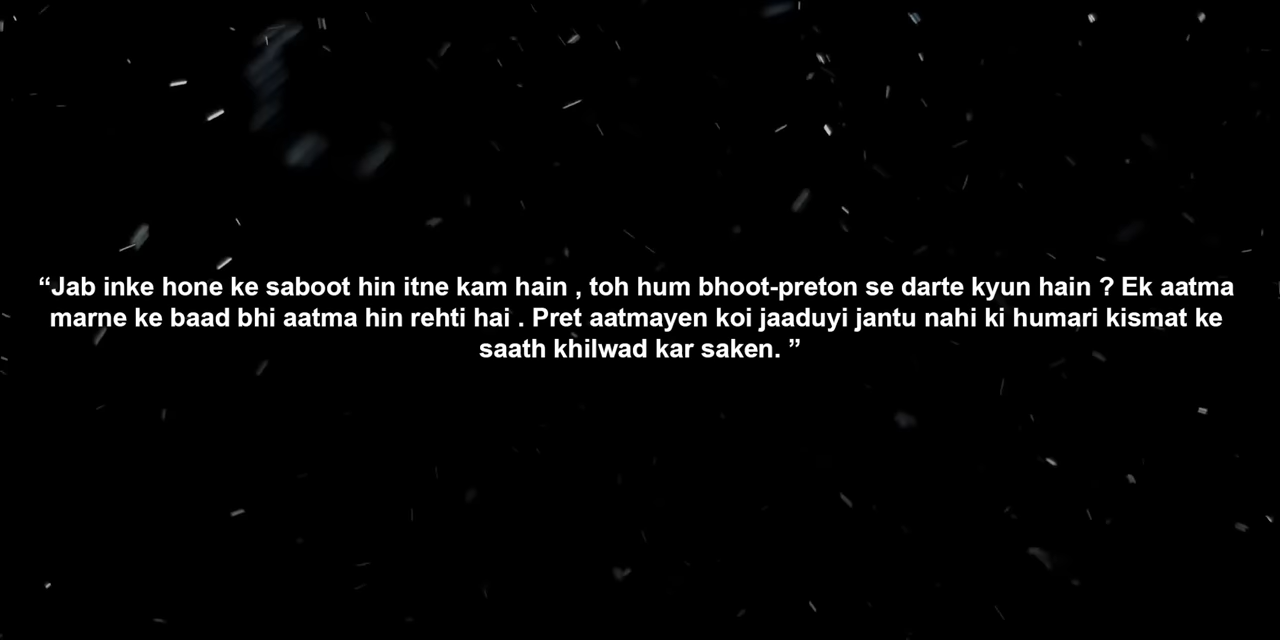 “Jab inke hone ke saboot hin itne kam hain , toh hum bhoot-preton se darte kyun hain ? Ek aatma
marne ke baad bhi aatma hin rehti hai . Pret aatmayen koi jaaduyi jantu nahi ki humari kismat ke
saath khilwad kar saken. ”